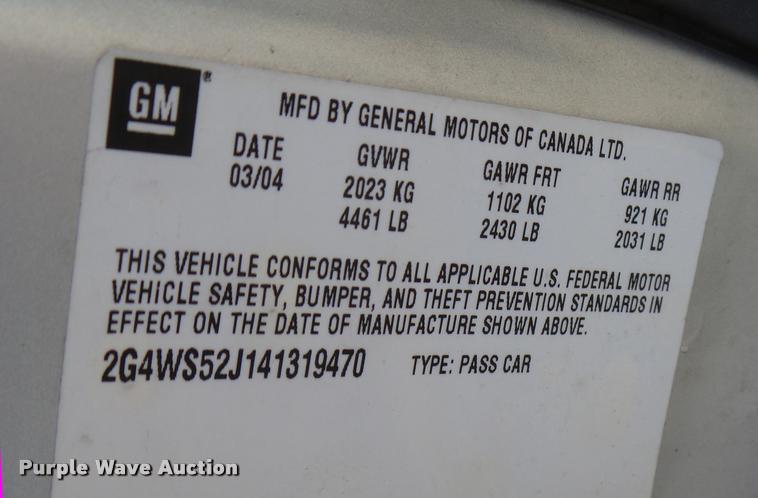 GM ®
MFD BY GENERAL MOTORS OF CANADA LTD.
DATE GVWR GAWR FRT GAWR RR
03/04 2023 KG 1102 KG 921 KG
4461 LB 2430 LB 2031 LB
THIS VEHICLE CONFORMS TO ALL APPLICABLE U.S. FEDERAL MOTOR
VEHICLE SAFETY, BUMPER, AND THEFT PREVENTION STANDARDS IN
EFFECT ON THE DATE OF MANUFACTURE SHOWN ABOVE.
2G4WS52J141319470 TYPE: PASS CAR
Purple Wave Auction